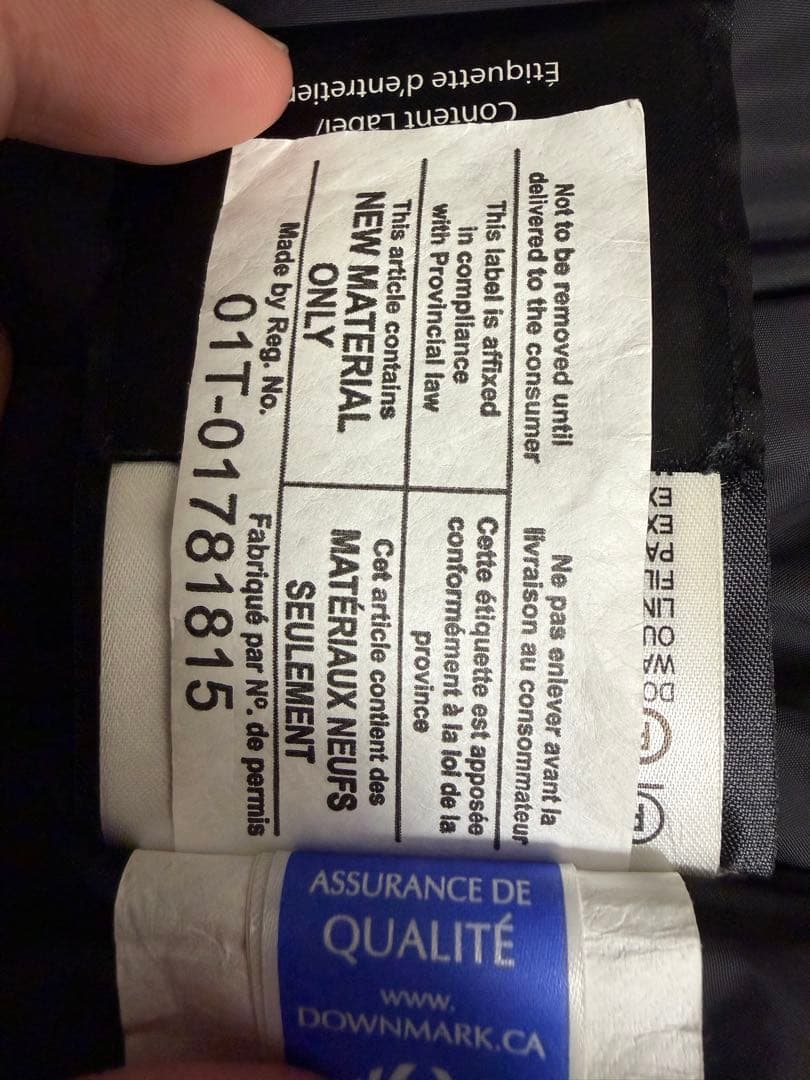 Étiquette d'entretien
Content Label/
Not to be removed until
delivered to the consumer
Ne pas enlever avant la
livraison au consommateur
This label is affixed
in compliance
with Provincial law
Cette étiquette est apposée
conformément à la loi de la
province
This article contains
NEW MATERIAL
ONLY
Cet article contient des
MATÉRIAUX NEUFS
SEULEMENT
Made by Reg. No.
Fabriqué par Nº. de permis
01T-01781815
ASSURANCE DE
QUALITÉ
www.
DOWNMARK.CA